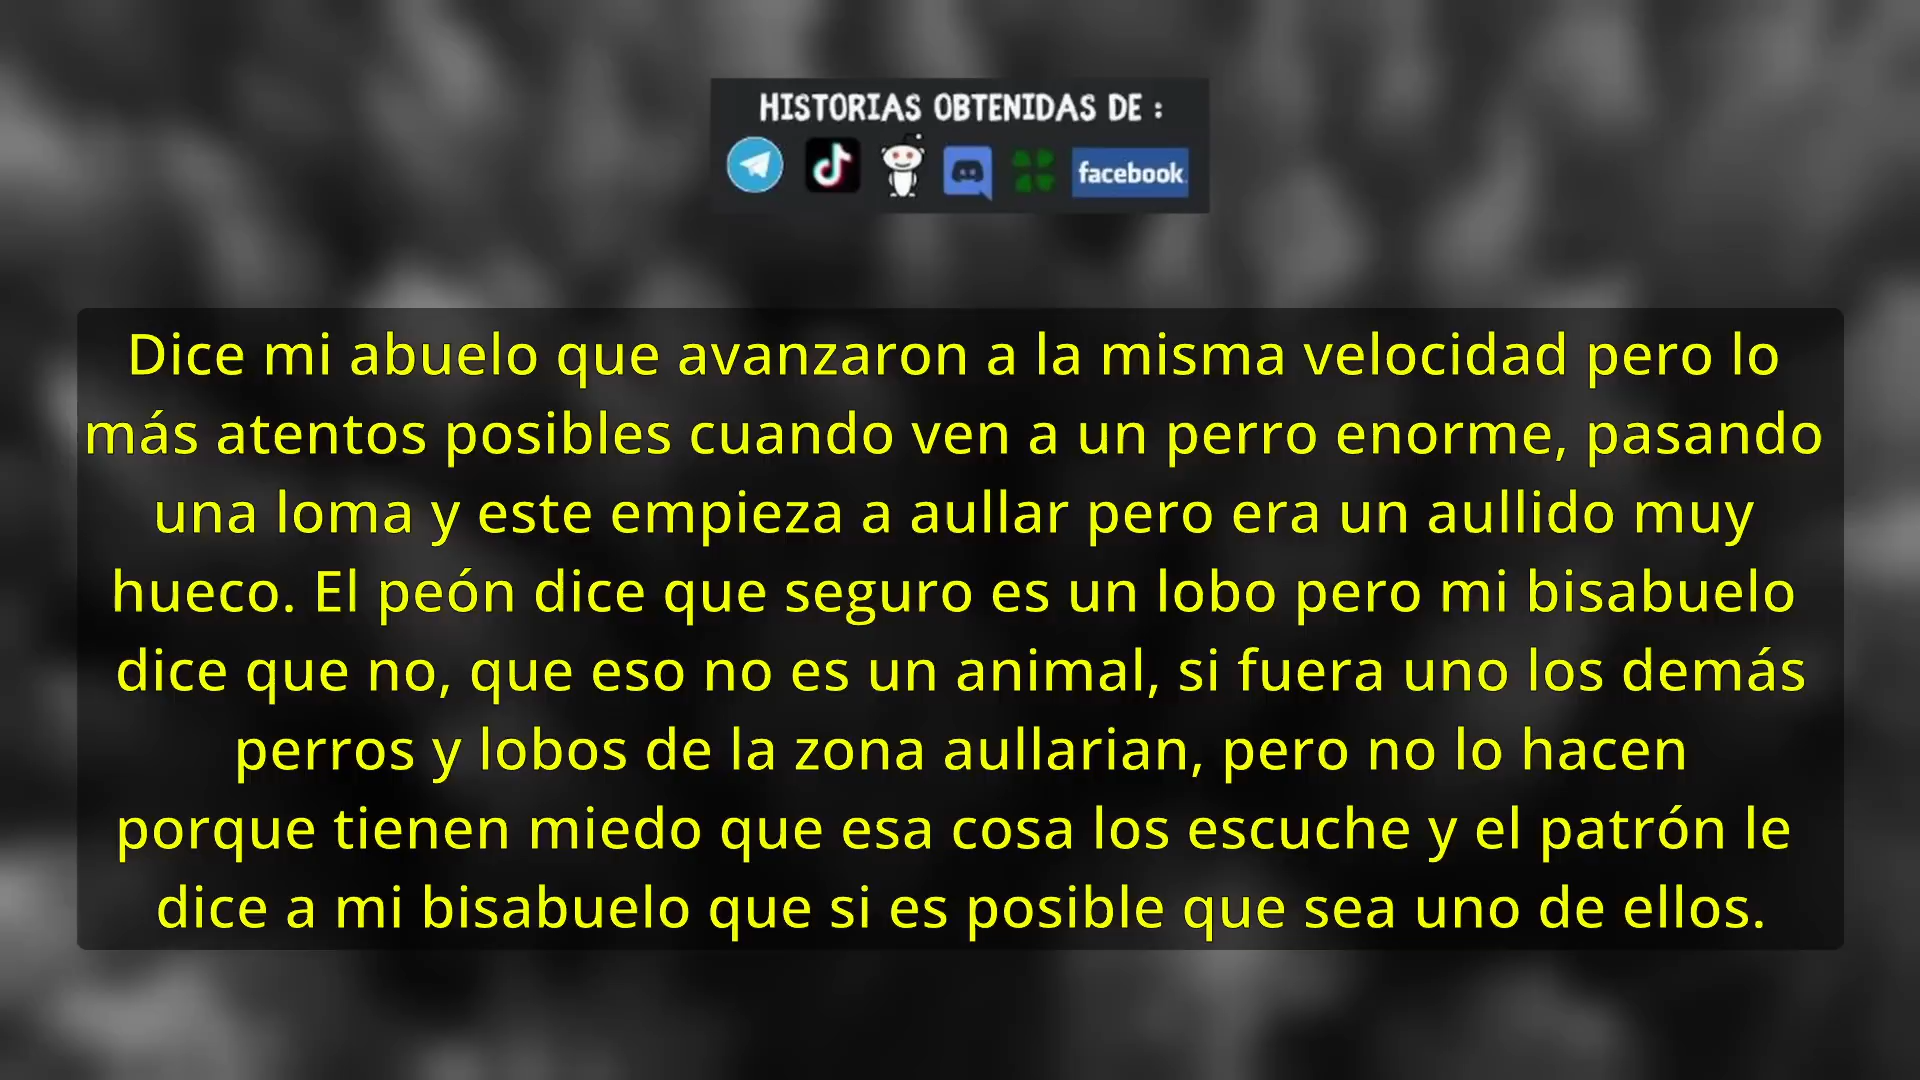 HISTORIAS OBTENIDAS DE :
facebook
Dice mi abuelo que avanzaron a la misma velocidad pero lo
más atentos posibles cuando ven a un perro enorme, pasando
una loma y este empieza a aullar pero era un aullido muy
hueco. El peón dice que seguro es un lobo pero mi bisabuelo
dice que no, que eso no es un animal, si fuera uno los demás
perros y lobos de la zona aullarian, pero no lo hacen
porque tienen miedo que esa cosa los escuche y el patrón le
dice a mi bisabuelo que si es posible que sea uno de ellos.